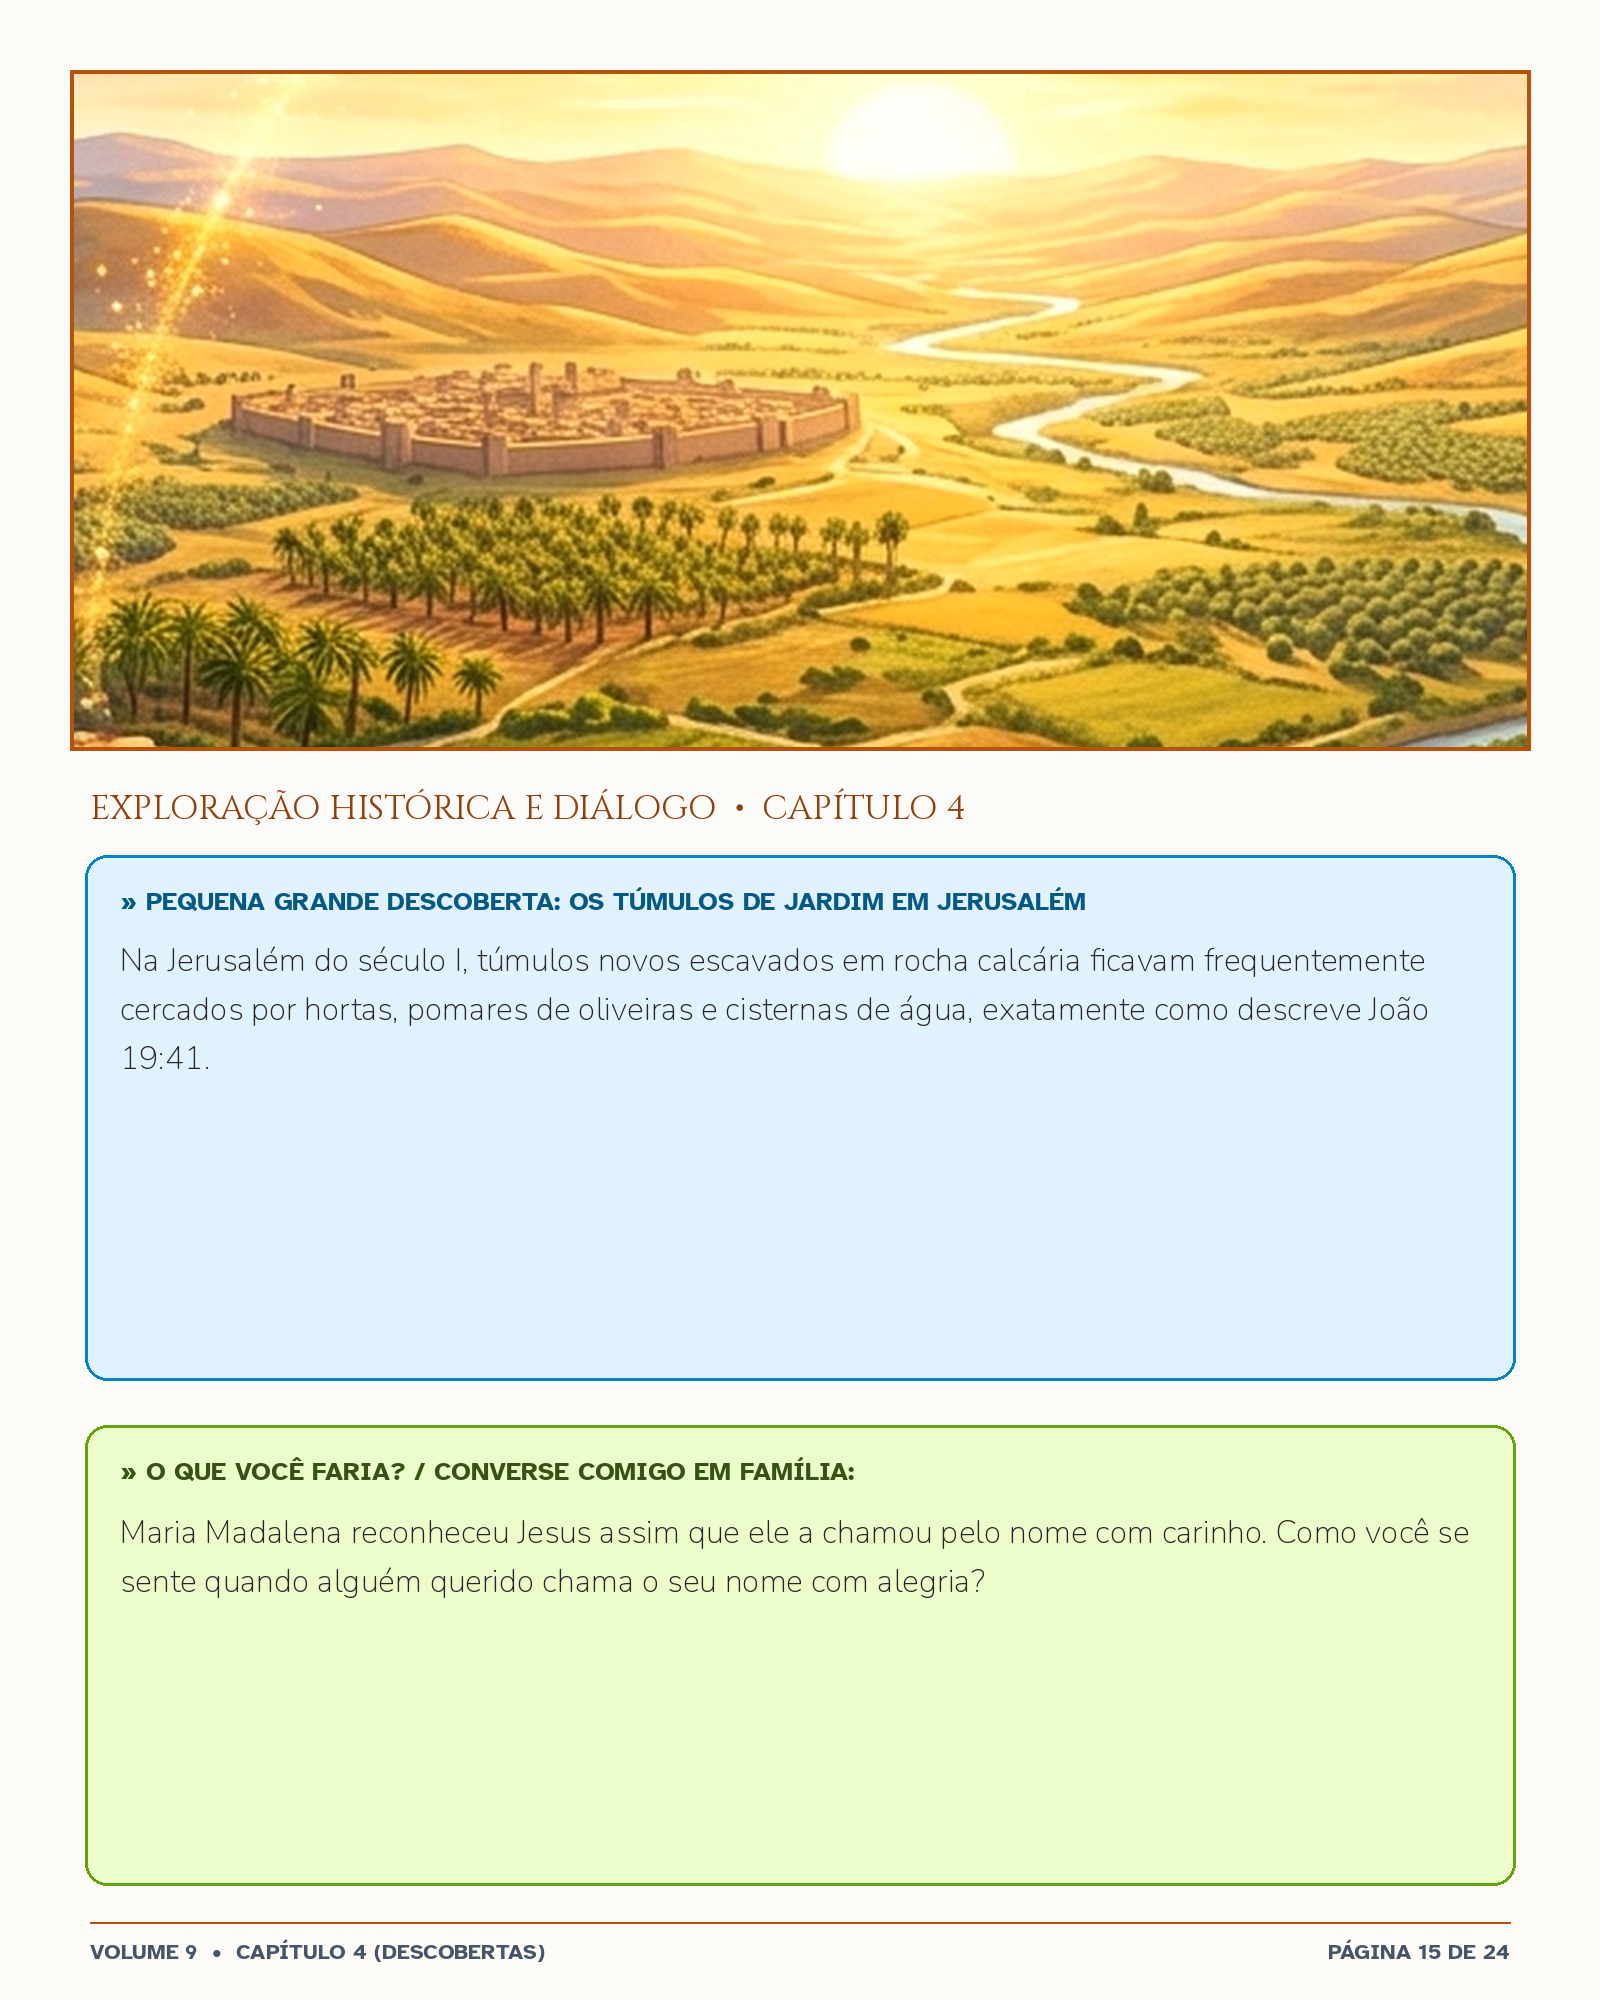 EXPLORAÇÃO HISTÓRICA E DIÁLOGO • CAPÍTULO 4
» PEQUENA GRANDE DESCOBERTA: OS TÚMULOS DE JARDIM EM JERUSALÉM
Na Jerusalém do século I, túmulos novos escavados em rocha calcária ficavam frequentemente
cercados por hortas, pomares de oliveiras e cisternas de água, exatamente como descreve João
19:41.
» O QUE VOCÊ FARIA? / CONVERSE COMIGO EM FAMÍLIA:
Maria Madalena reconheceu Jesus assim que ele a chamou pelo nome com carinho. Como você se
sente quando alguém querido chama o seu nome com alegria?
VOLUME 9 • CAPÍTULO 4 (DESCOBERTAS)
PÁGINA 15 DE 24